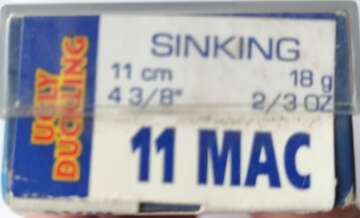 UGLY
DUCKLING
SINKING
11 cm 18 g
4 3/8" 2/3 OZ
11 MAC